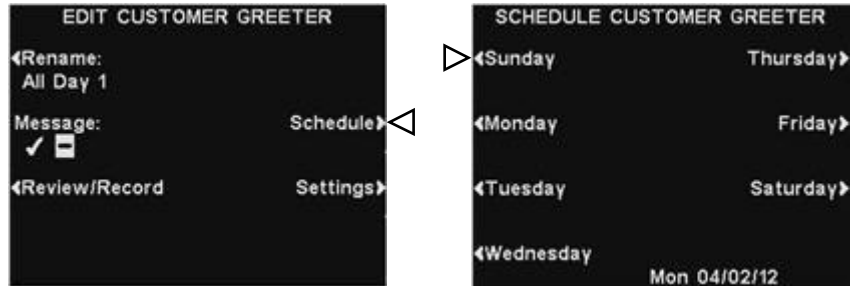 EDIT CUSTOMER GREETER
Rename:
All Day 1
Message: Schedule
Review/Record Settings
SCHEDULE CUSTOMER GREETER
Sunday Thursday
Monday Friday
Tuesday Saturday
Wednesday
Mon 04/02/12